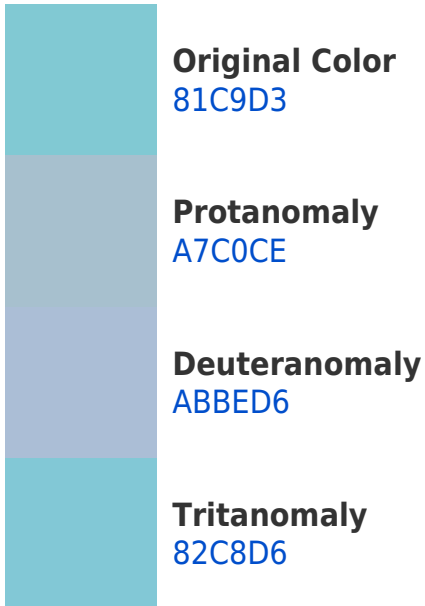 Original Color
81C9D3
Protanomaly
A7C0CE
Deuteranomaly
ABBED6
Tritanomaly
82C8D6